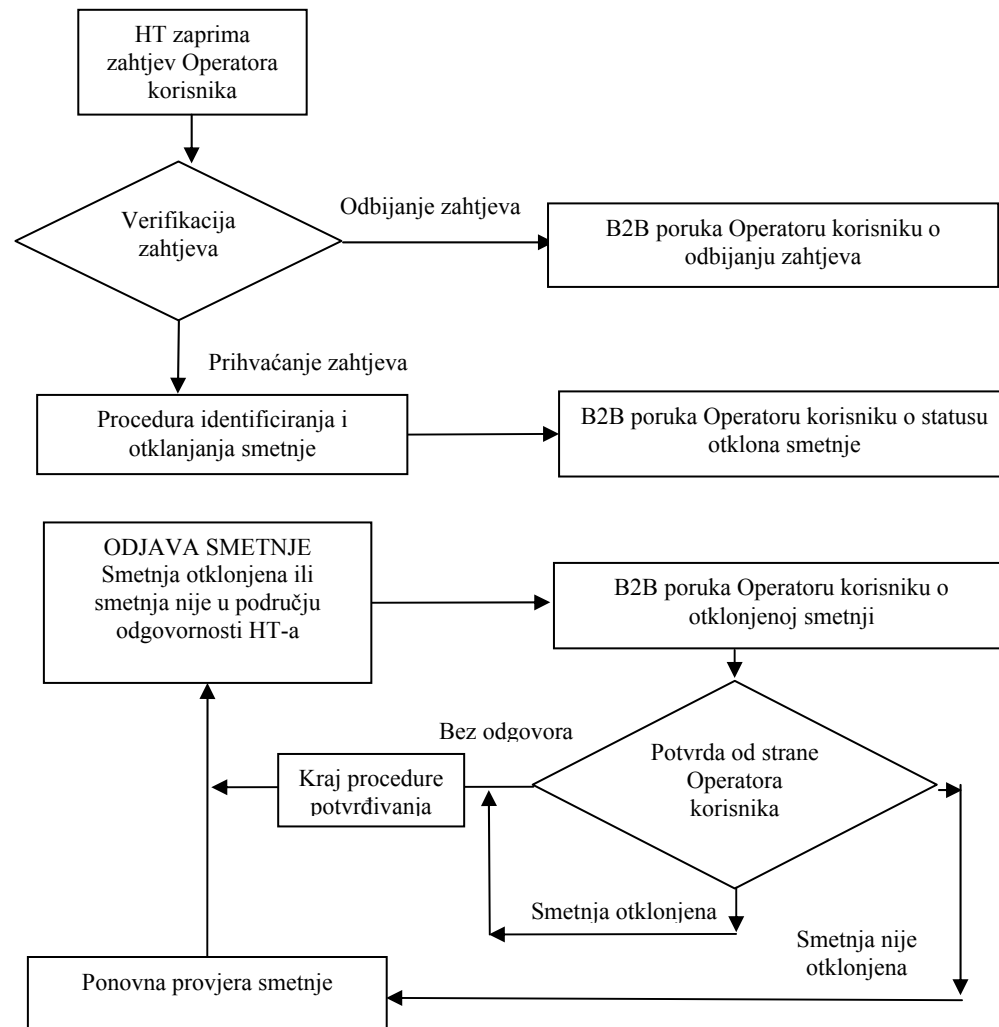 HT zaprima
zahtjev Operatora
korisnika
Verifikacija
zahtjeva
Odbijanje zahtjeva
B2B poruka Operatoru korisniku o
odbijanju zahtjeva
Prihvaćanje zahtjeva
Procedura identificiranja i
otklanjanja smetnje
B2B poruka Operatoru korisniku o statusu
otklona smetnje
ODJAVA SMETNJE
Smetnja otklonjena ili
smetnja nije u području
odgovornosti HT-a
B2B poruka Operatoru korisniku o
otklonjenoj smetnji
Bez odgovora
Kraj procedure
potvrđivanja
Potvrda od strane
Operatora
korisnika
Smetnja otklonjena
Smetnja nije
otklonjena
Ponovna provjera smetnje